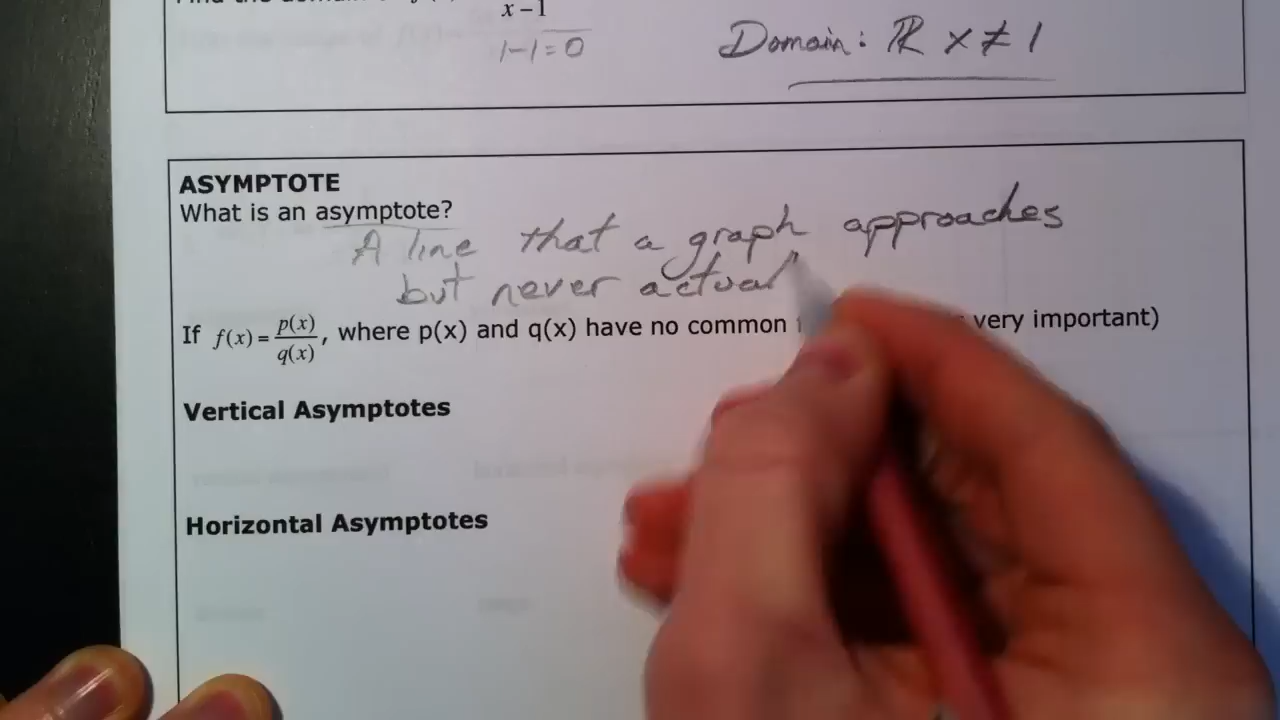 x-1
1-1=0
Domain: ℝ x≠1
ASYMPTOTE
What is an asymptote?
A line that a graph approaches
but never actual
If f(x)=p(x)/q(x), where p(x) and q(x) have no common very important)
Vertical Asymptotes
Horizontal Asymptotes